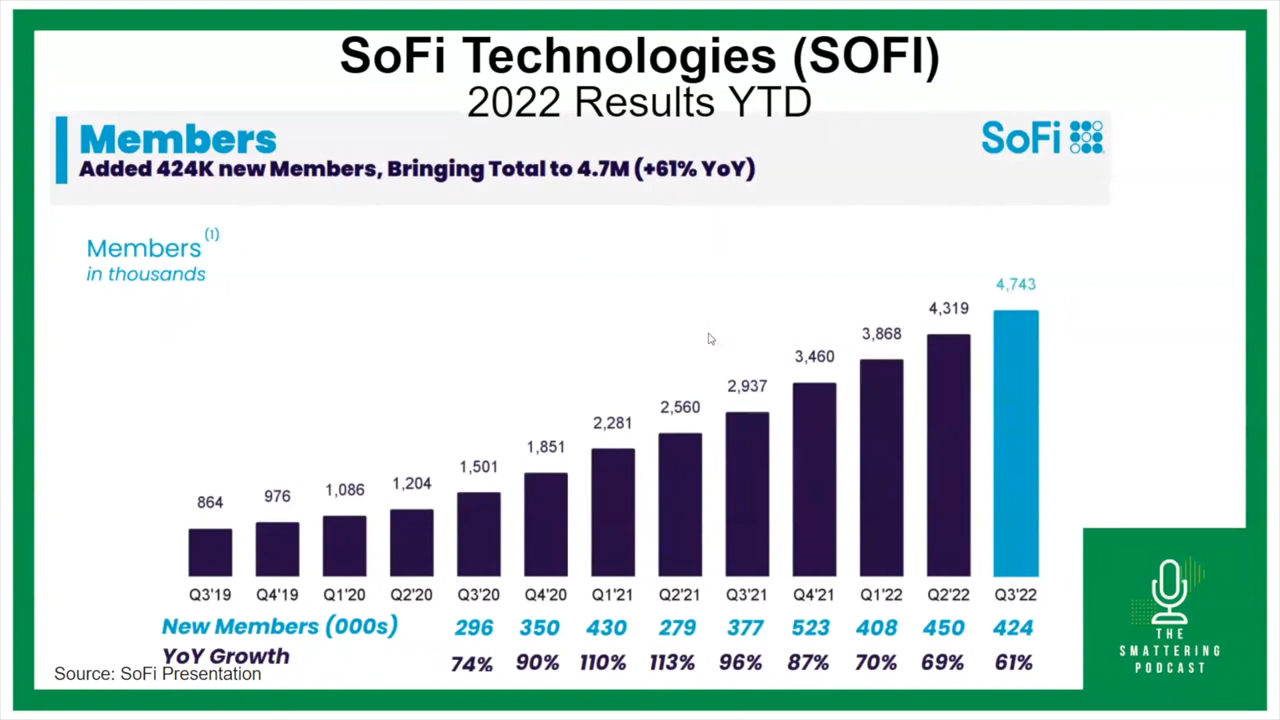 SoFi Technologies (SOFI)
2022 Results YTD
Members
SoFi
Added 424K new Members, Bringing Total to 4.7M (+61% YoY)
Members (1)
in thousands
864
976
1,086
1,204
1,501
1,851
2,281
2,560
2,937
3,460
3,868
4,319
4,743
Q3'19 Q4'19 Q1'20 Q2'20 Q3'20 Q4'20 Q1'21 Q2'21 Q3'21 Q4'21 Q1'22 Q2'22 Q3'22
New Members (000s) 296 350 430 279 377 523 408 450 424
YoY Growth 74% 90% 110% 113% 96% 87% 70% 69% 61%
Source: SoFi Presentation
THE
SMATTERING
PODCAST